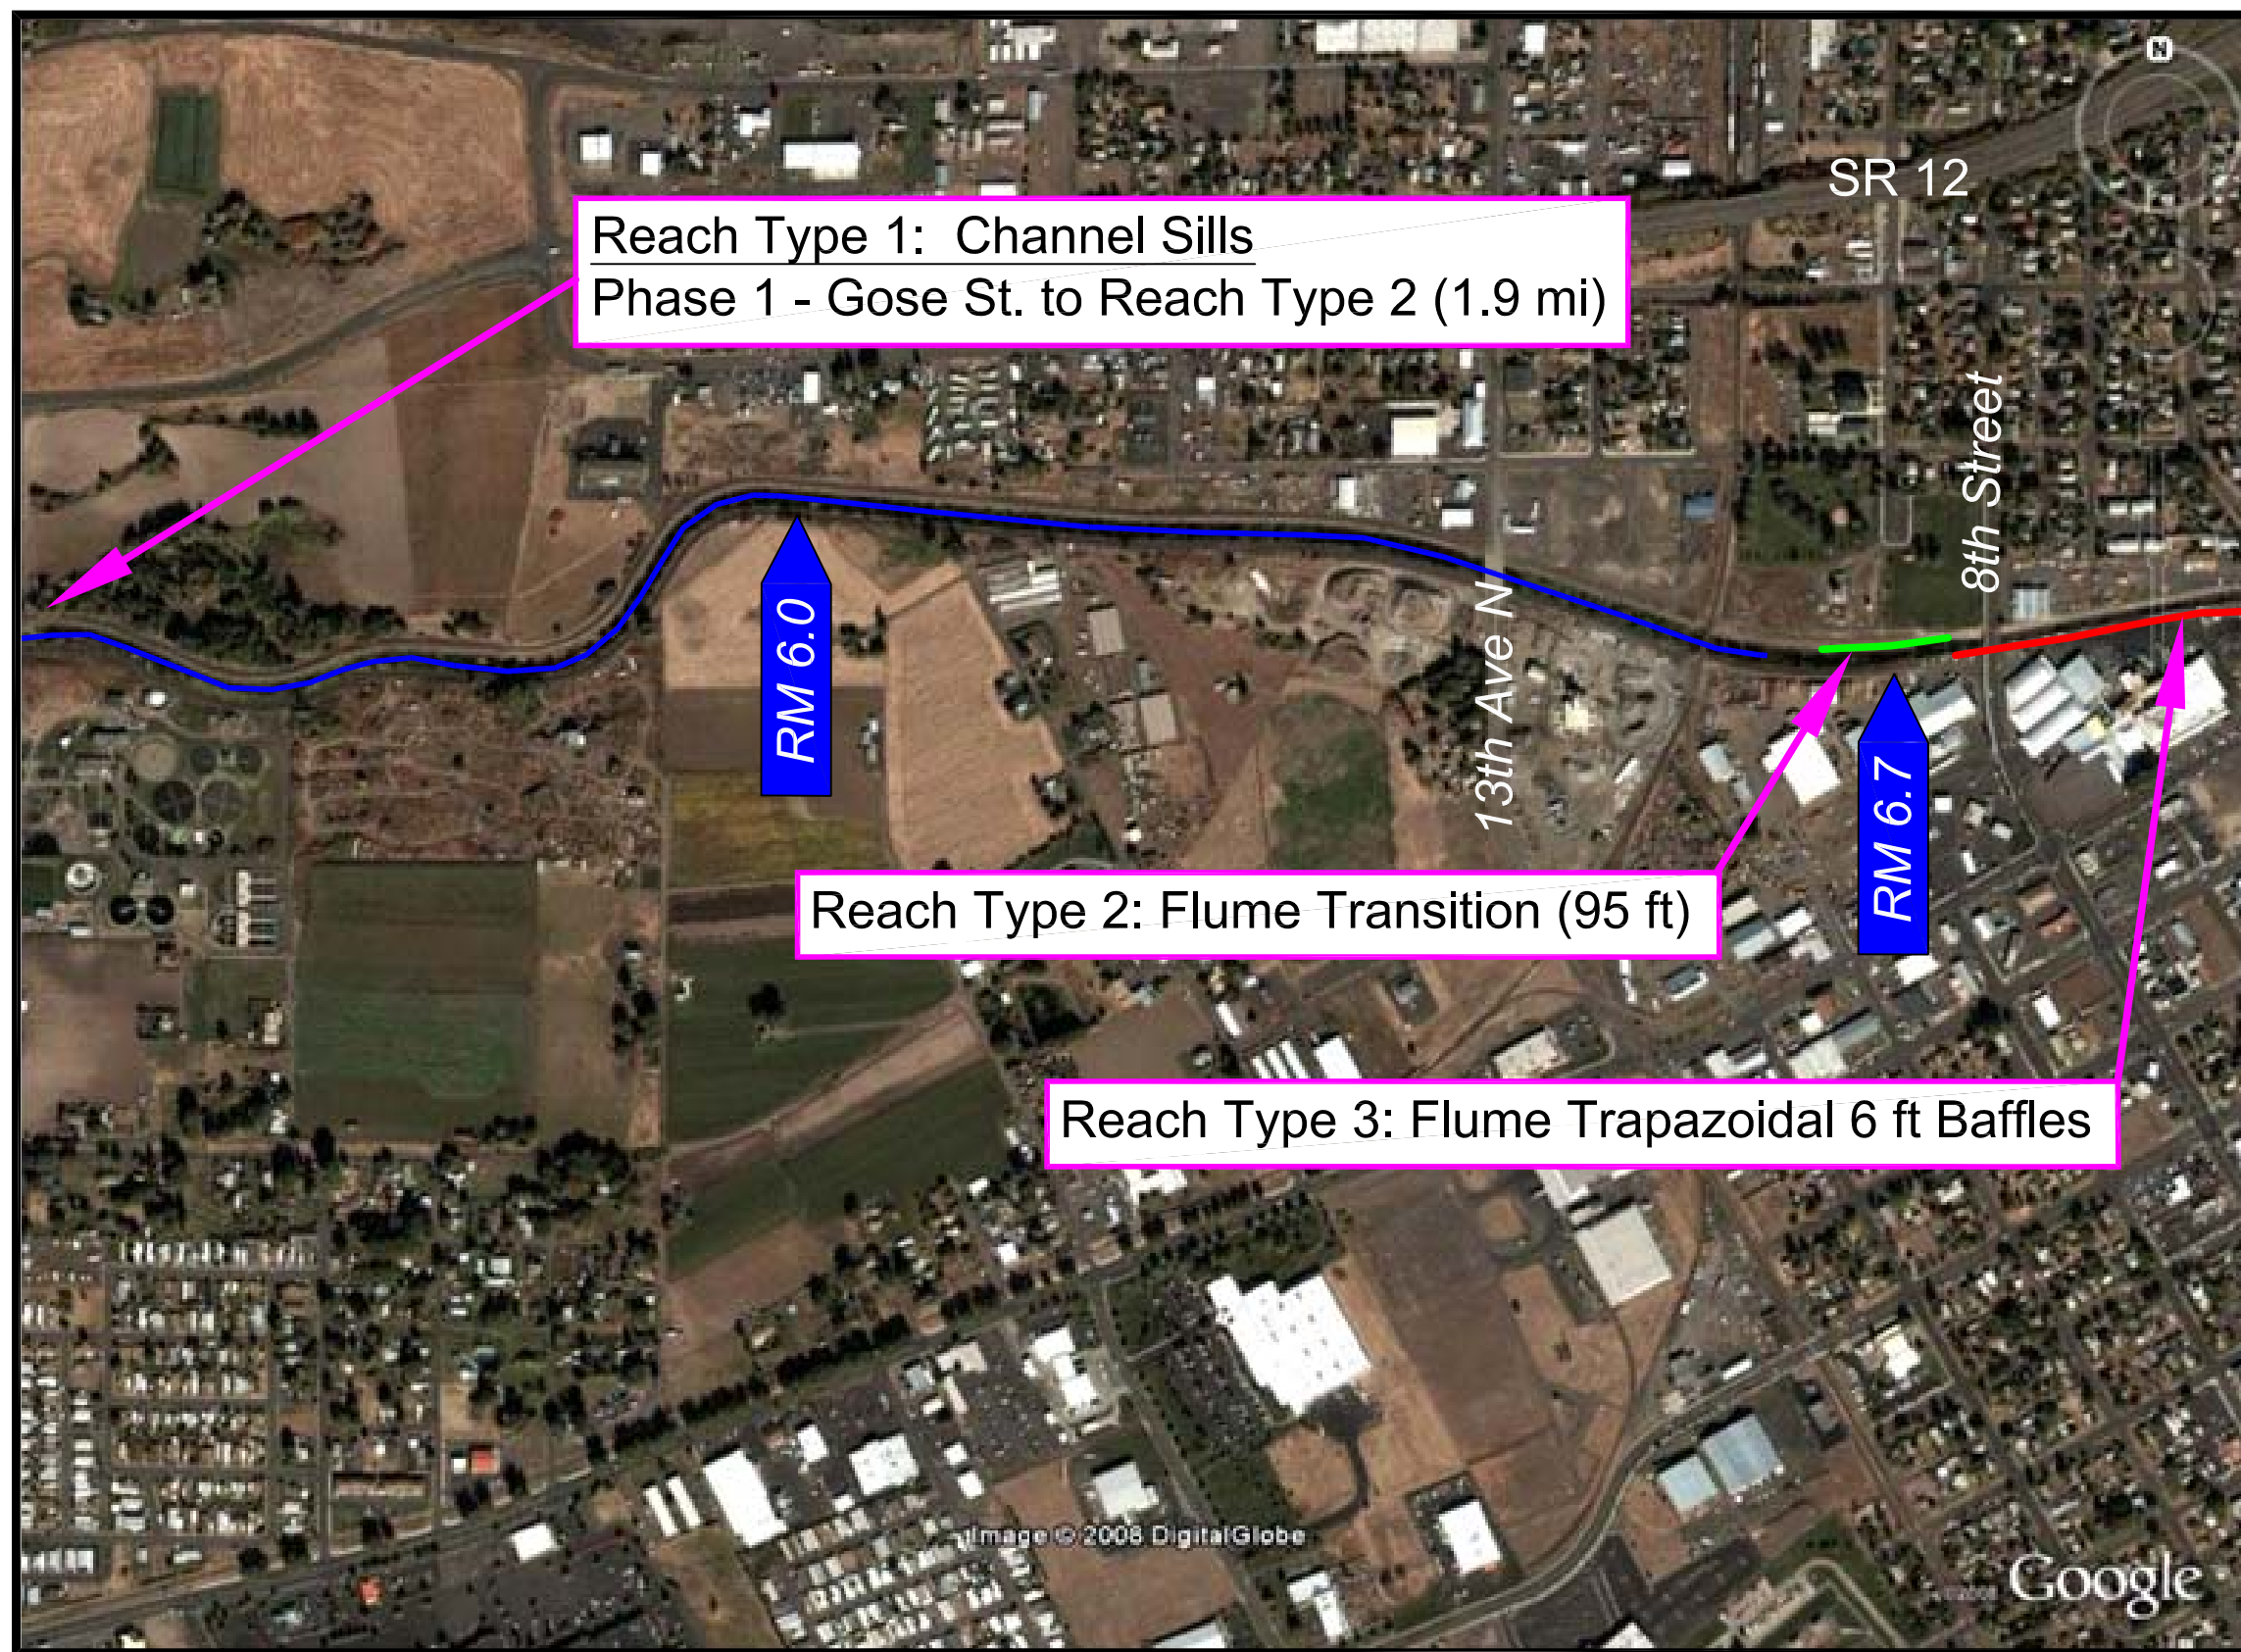 N
SR 12
Reach Type 1: Channel Sills
Phase 1 - Gose St. to Reach Type 2 (1.9 mi)
8th Street
13th Ave N
RM 6.0
RM 6.7
Reach Type 2: Flume Transition (95 ft)
Reach Type 3: Flume Trapazoidal 6 ft Baffles
Image © 2008 DigitalGlobe
Google